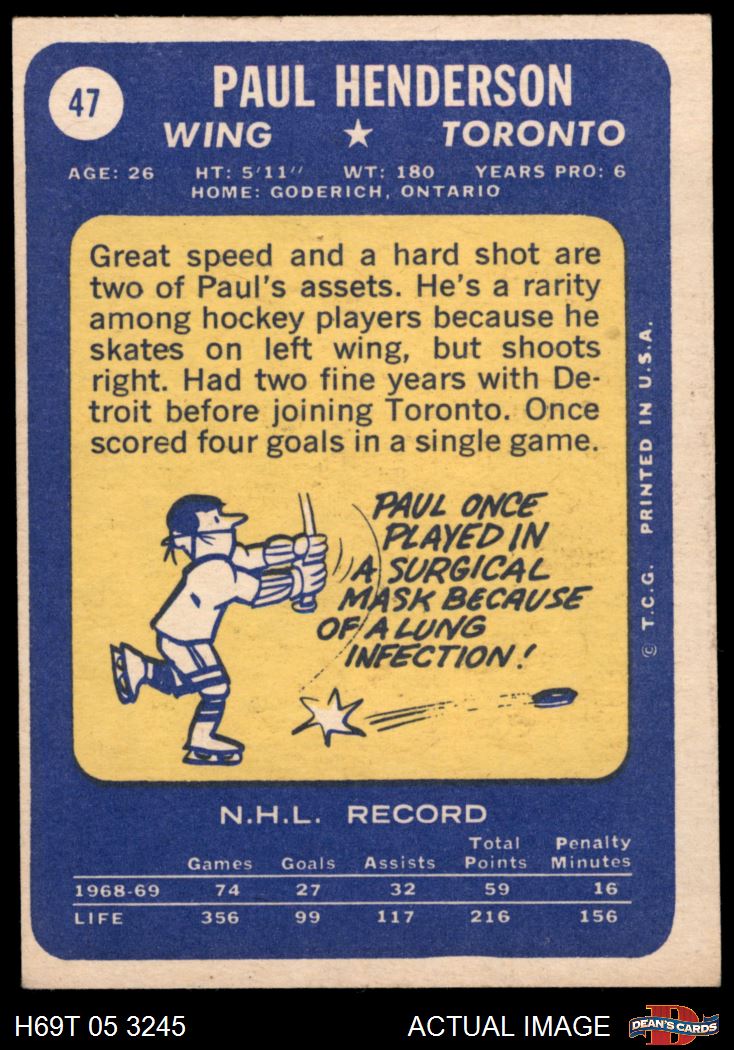 47
PAUL HENDERSON
WING ★ TORONTO
AGE: 26 HT: 5'11" WT: 180 YEARS PRO: 6
HOME: GODERICH, ONTARIO
Great speed and a hard shot are
two of Paul's assets. He's a rarity
among hockey players because he
skates on left wing, but shoots
right. Had two fine years with De-
troit before joining Toronto. Once
scored four goals in a single game.
PAUL ONCE
PLAYED IN
A SURGICAL
MASK BECAUSE
OF A LUNG
INFECTION!
© T.C.G. PRINTED IN U.S.A.
N.H.L. RECORD
Games Goals Assists Total Points Penalty Minutes
1968-69 74 27 32 59 16
LIFE 356 99 117 216 156
H69T 05 3245 ACTUAL IMAGE D DEAN'S CARDS